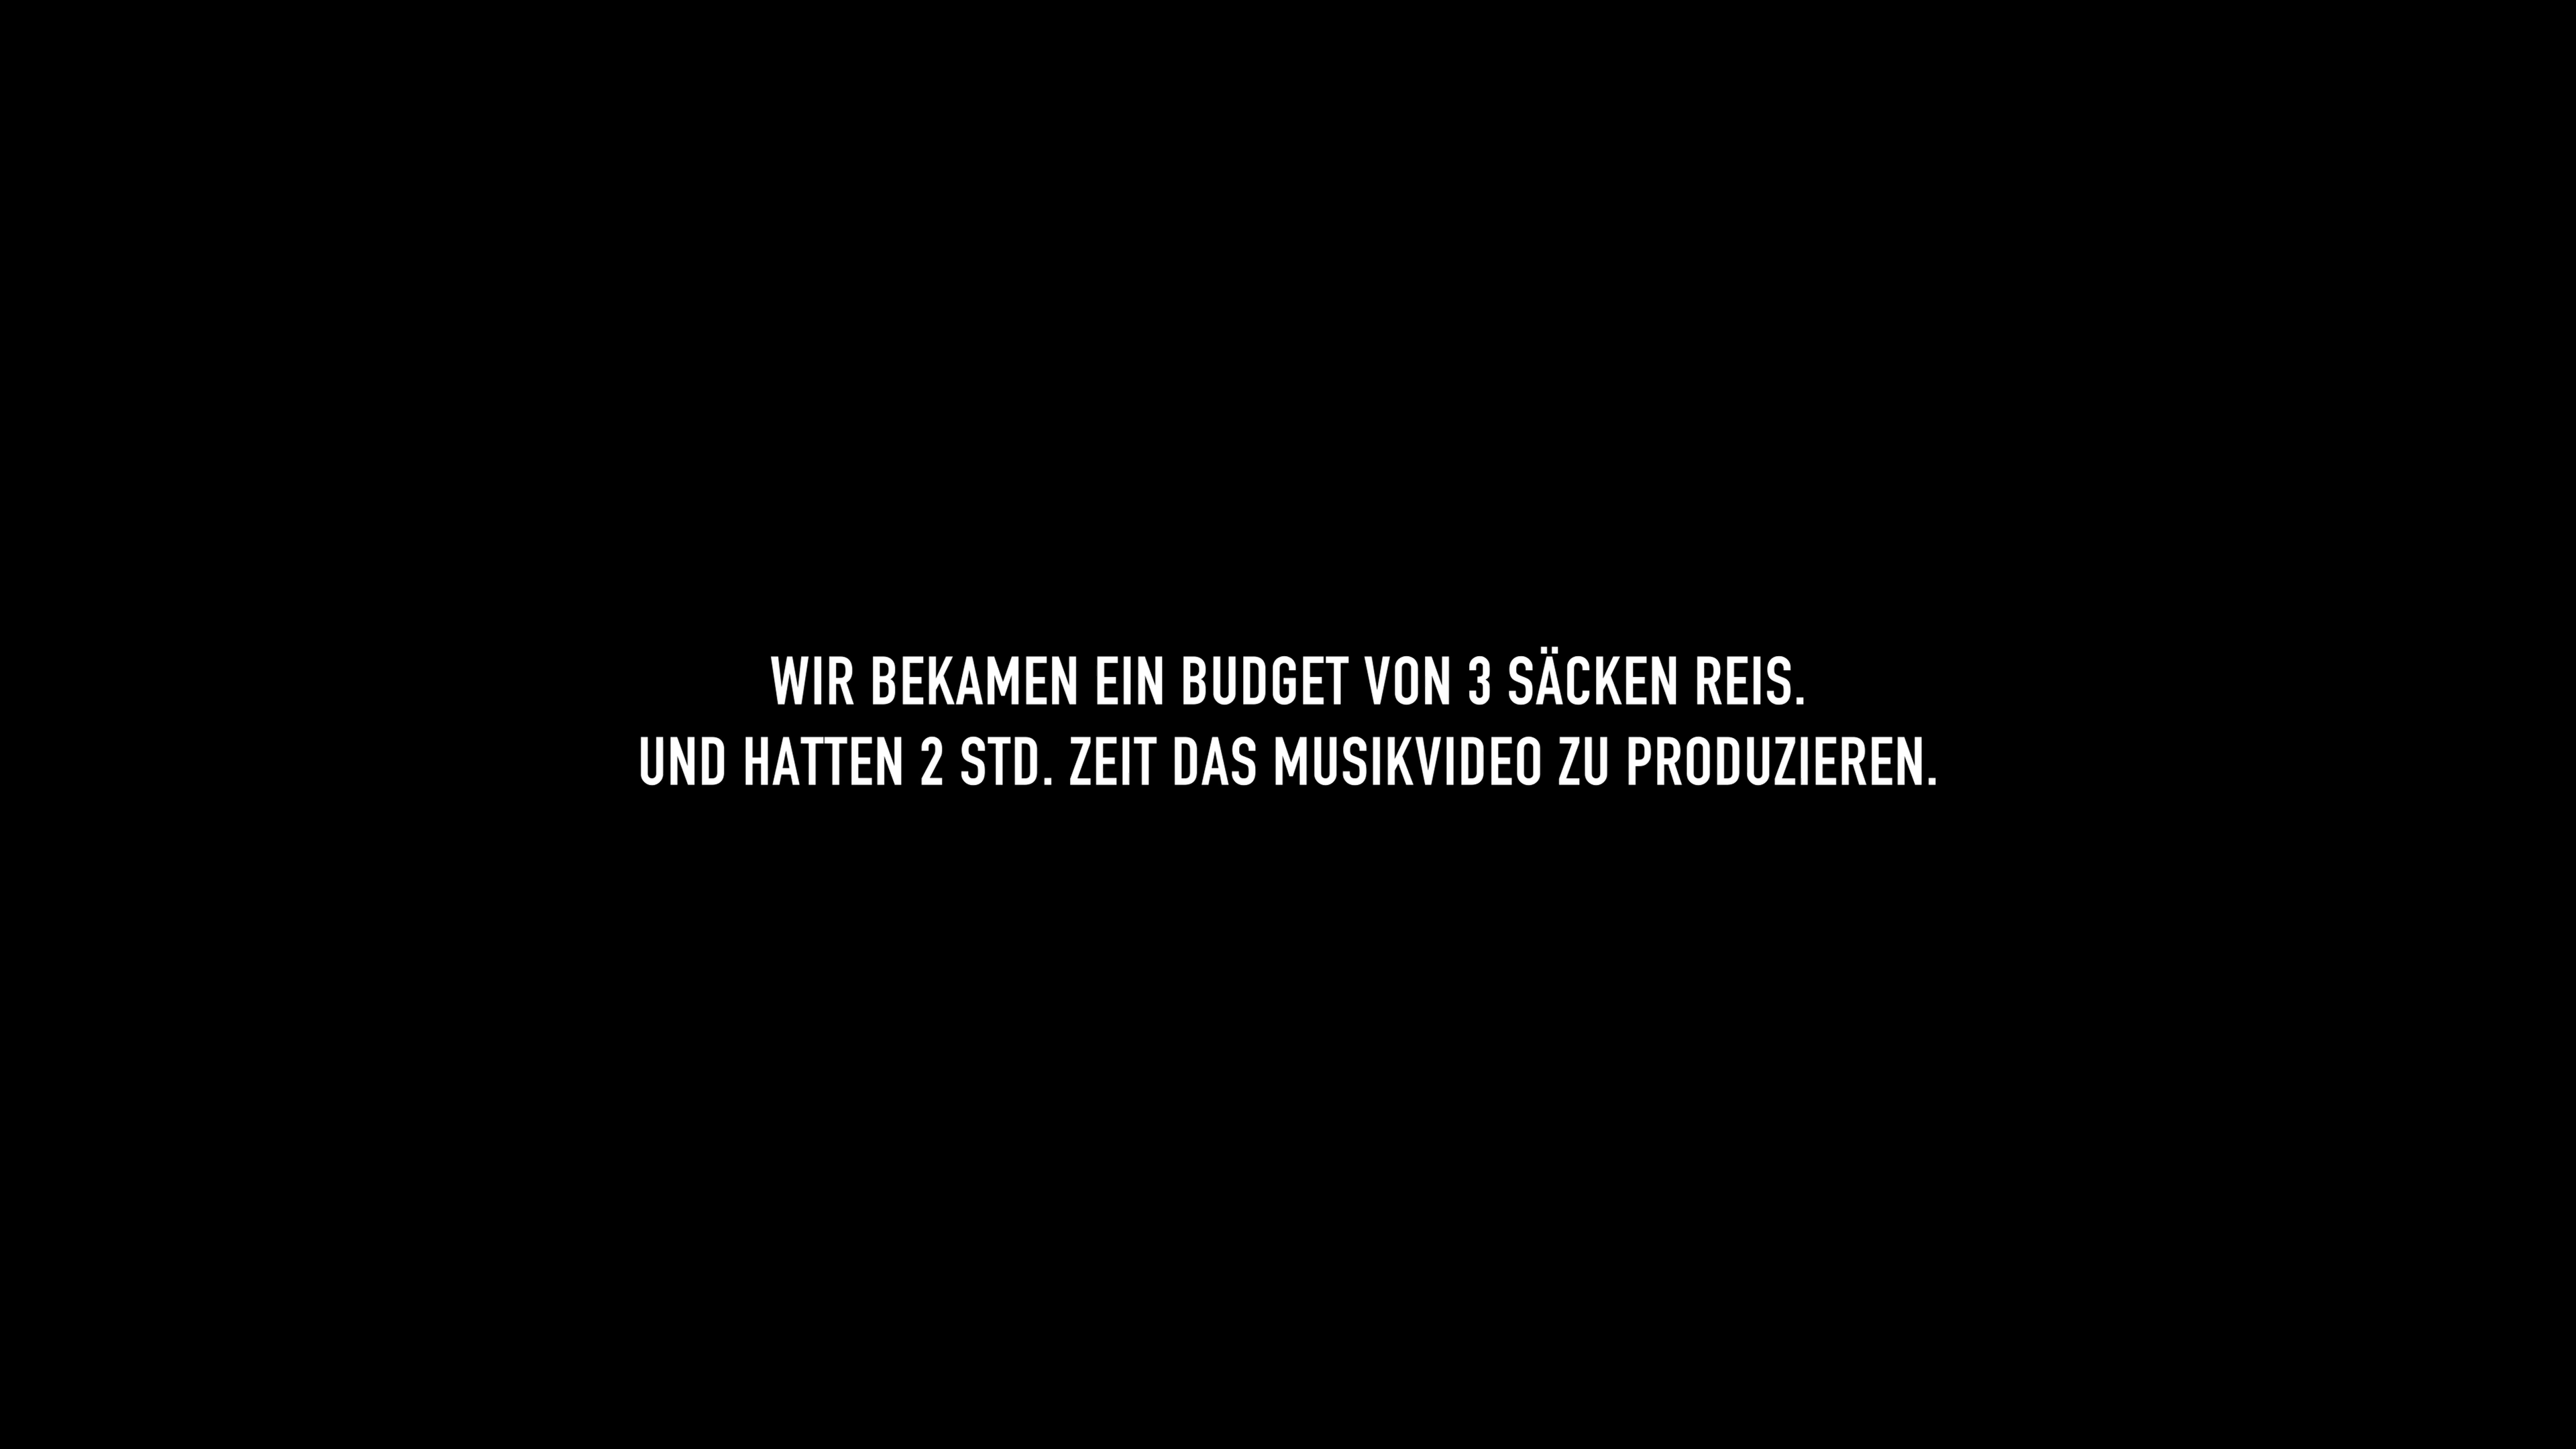 WIR BEKAMEN EIN BUDGET VON 3 SÄCKEN REIS.
UND HATTEN 2 STD. ZEIT DAS MUSIKVIDEO ZU PRODUZIEREN.